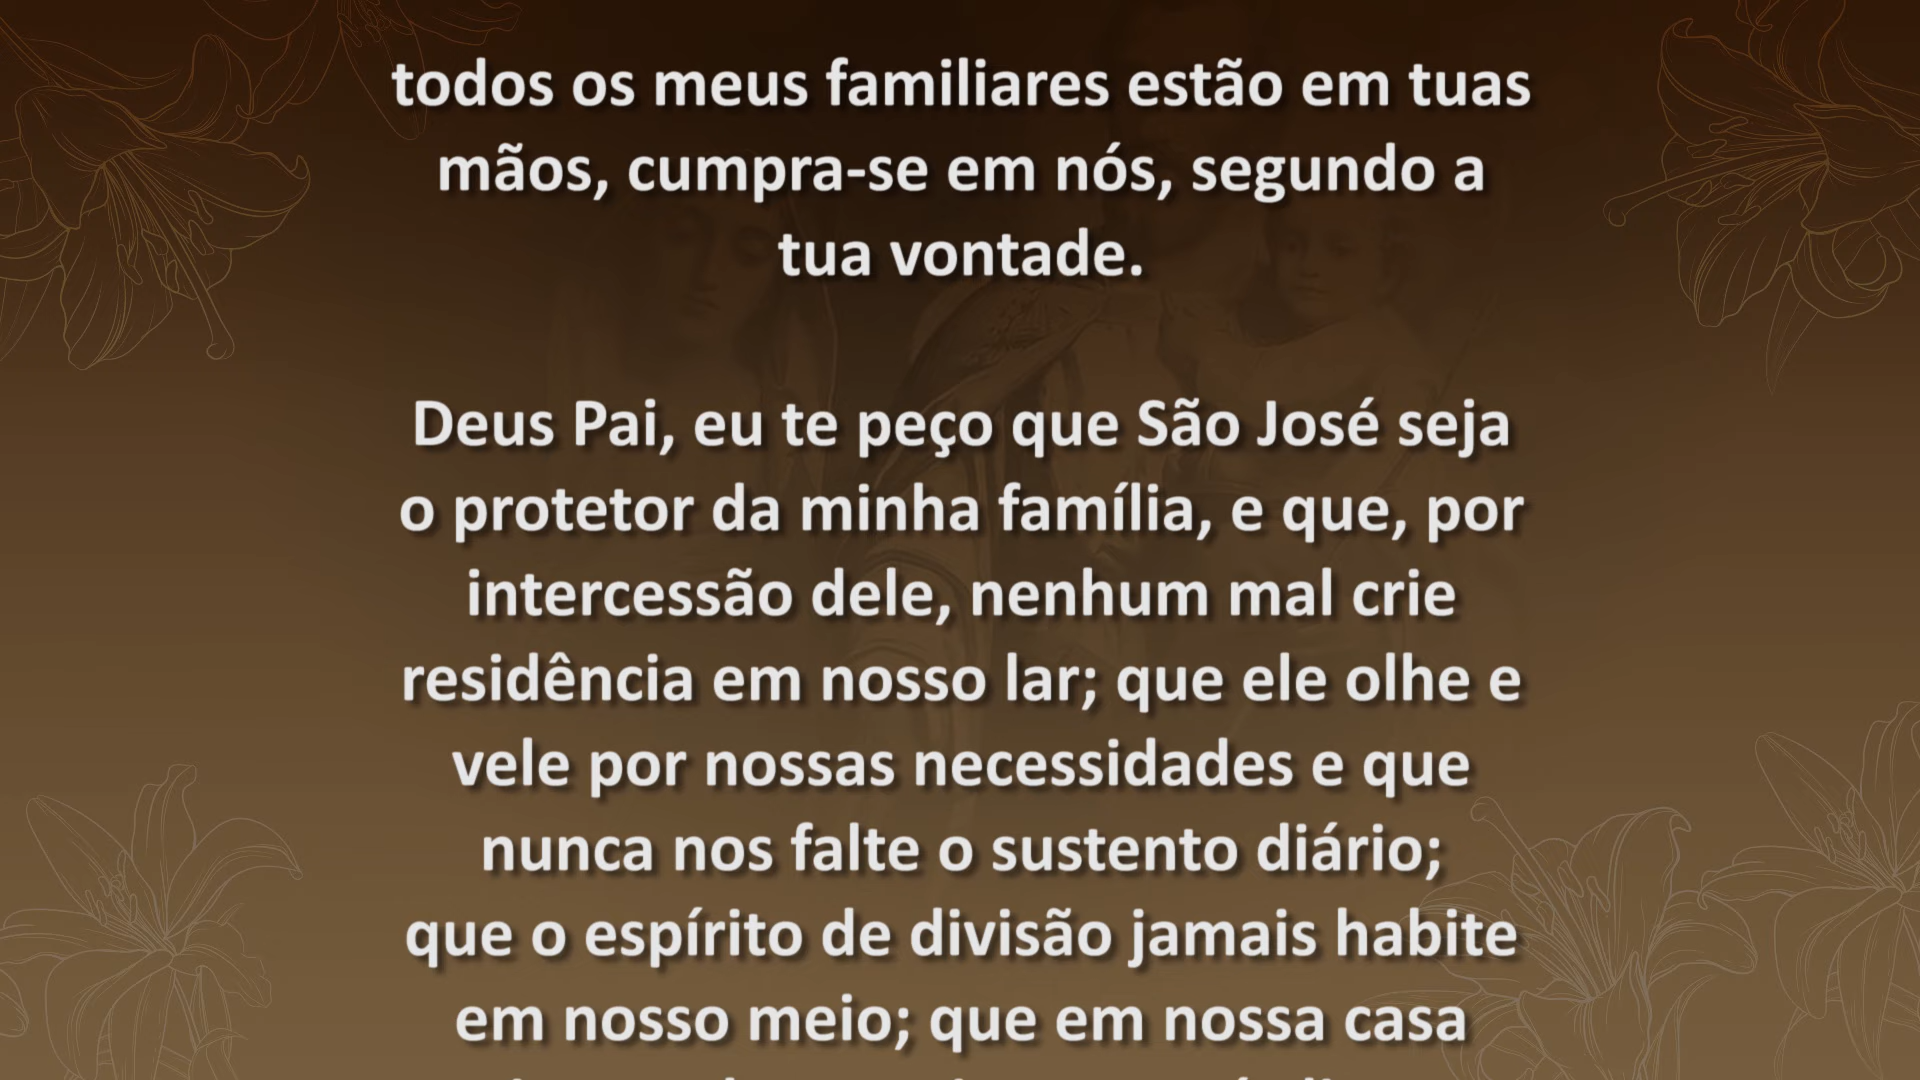 todos os meus familiares estão em tuas
mãos, cumpra-se em nós, segundo a
tua vontade.
Deus Pai, eu te peço que São José seja
o protetor da minha família, e que, por
intercessão dele, nenhum mal crie
residência em nosso lar; que ele olhe e
vele por nossas necessidades e que
nunca nos falte o sustento diário;
que o espírito de divisão jamais habite
em nosso meio; que em nossa casa